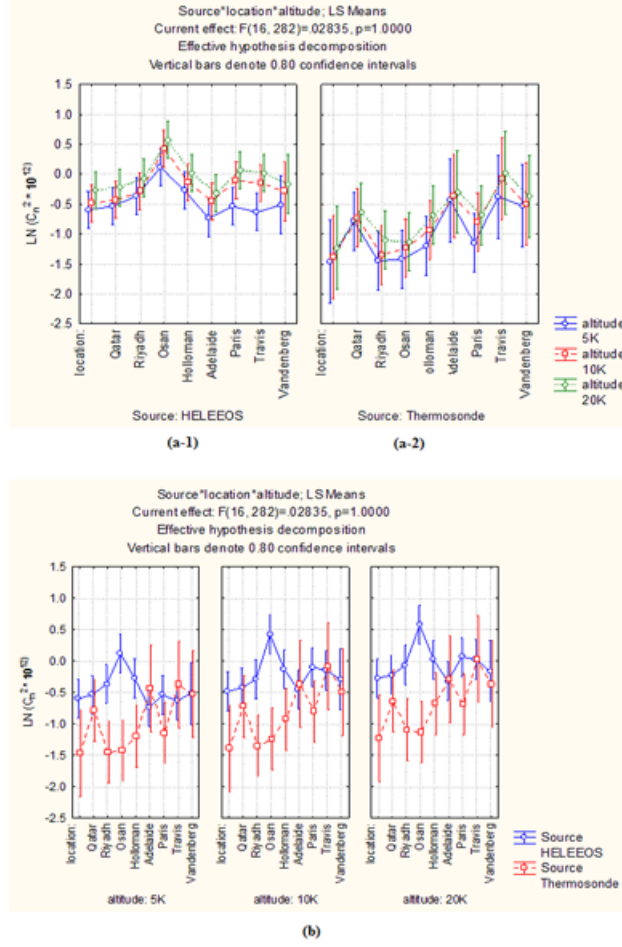 Source*location*altitude; LS Means
Current effect: F(16, 282)=.02835, p=1.0000
Effective hypothesis decomposition
Vertical bars denote 0.80 confidence intervals
LN (Cn2 * 10^12)
1.5
1.0
0.5
0.0
-0.5
-1.0
-1.5
-2.0
-2.5
location:
Qatar
Riyadh
Osan
Holloman
Adelaide
Paris
Travis
Vandenberg
Source: HELEEOS
location:
Qatar
Riyadh
Osan
olloman
Adelaide
Paris
Travis
Vandenberg
Source: Thermosonde
altitude
5K
altitude
10K
altitude
20K
(a-1)
(a-2)
Source*location*altitude; LS Means
Current effect: F(16, 282)=.02835, p=1.0000
Effective hypothesis decomposition
Vertical bars denote 0.80 confidence intervals
LN (Cn2 * 10^12)
1.5
1.0
0.5
0.0
-0.5
-1.0
-1.5
-2.0
-2.5
location:
Qatar
Riyadh
Osan
Holloman
Adelaide
Paris
Travis
Vandenberg
altitude: 5K
location:
Qatar
Riyadh
Osan
Holloman
Adelaide
Paris
Travis
Vandenberg
altitude: 10K
location:
Qatar
Riyadh
Osan
Holloman
Adelaide
Paris
Travis
Vandenberg
altitude: 20K
Source
HELEEOS
Source
Thermosonde
(b)